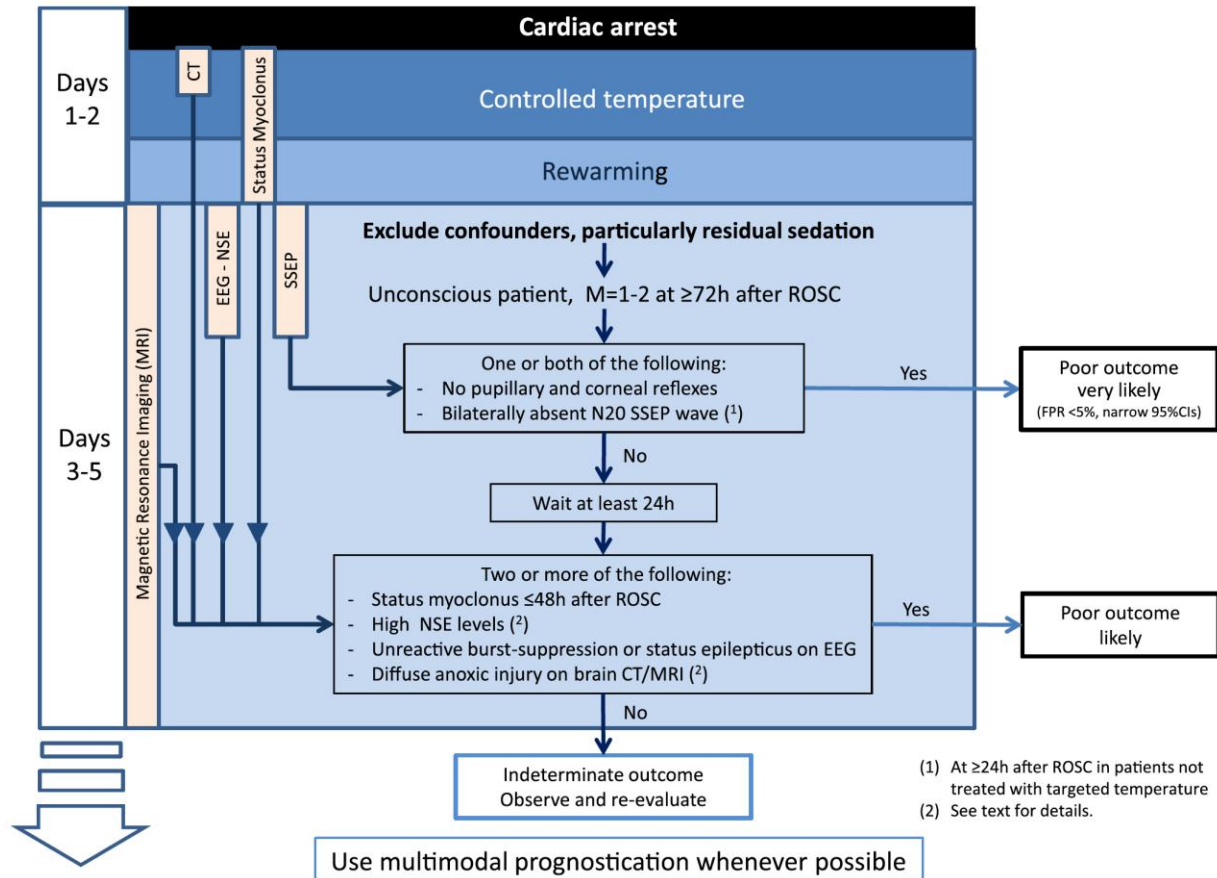 Cardiac arrest
Days
1-2
CT
Status Myoclonus
Controlled temperature
Rewarming
Days
3-5
Magnetic Resonance Imaging (MRI)
EEG - NSE
SSEP
Exclude confounders, particularly residual sedation
Unconscious patient, M=1-2 at ≥72h after ROSC
One or both of the following:
- No pupillary and corneal reflexes
- Bilaterally absent N20 SSEP wave (¹)
Yes
Poor outcome
very likely
(FPR <5%, narrow 95%CIs)
No
Wait at least 24h
Two or more of the following:
- Status myoclonus ≤48h after ROSC
- High NSE levels (²)
- Unreactive burst-suppression or status epilepticus on EEG
- Diffuse anoxic injury on brain CT/MRI (²)
Yes
Poor outcome
likely
No
Indeterminate outcome
Observe and re-evaluate
(1) At ≥24h after ROSC in patients not
treated with targeted temperature
(2) See text for details.
Use multimodal prognostication whenever possible